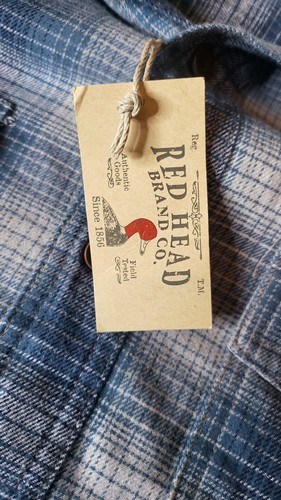 Reg. T.M.
RED HEAD
BRAND CO.
Authentic
Goods
Field
Tested
Since 1856